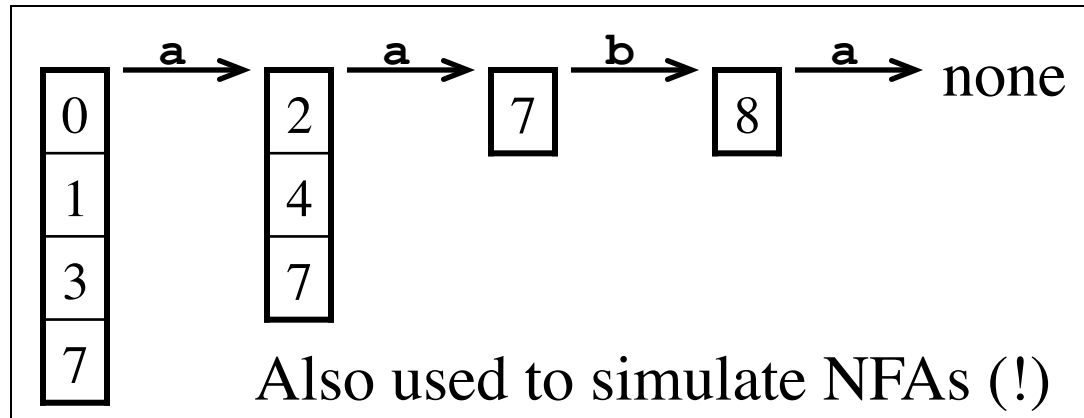 a a b a
0 2 7 8 none
1 4
3 7
7
Also used to simulate NFAs (!)